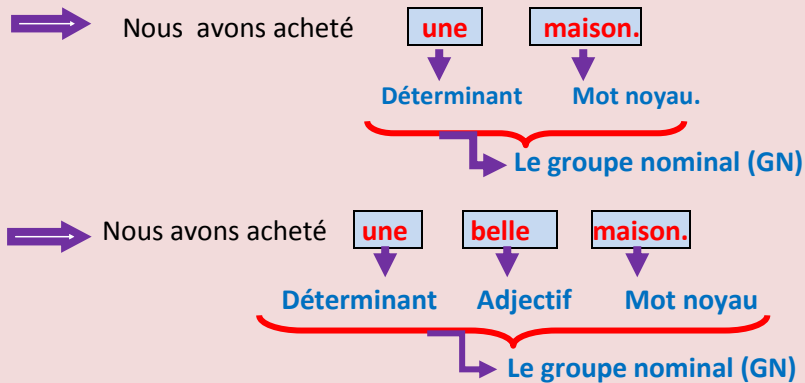 Nous avons acheté une maison.
Déterminant Mot noyau.
Le groupe nominal (GN)
Nous avons acheté une belle maison.
Déterminant Adjectif Mot noyau
Le groupe nominal (GN)